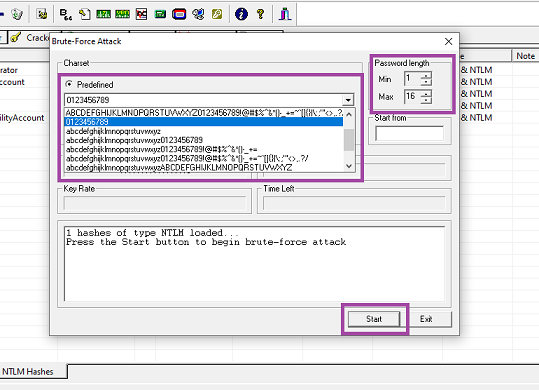 B
64
Cracke
Brute-Force Attack
e
Note
Charset
Password length
rator
& NTLM
Predefined
Min
1
ccount
& NTLM
0123456789
Max
16
& NTLM
ABCDEFGHIJKLMNOPQRSTUVWXYZ0123456789!@#$%^&*()-_+=~`[]{}|\:;"'<>,.?/
0123456789
ilityAccount
& NTLM
abcdefghijklmnopqrstuvwxyz
Start from
abcdefghijklmnopqrstuvwxyz0123456789
abcdefghijklmnopqrstuvwxyz0123456789!@#$%^&*()-_+=
abcdefghijklmnopqrstuvwxyz0123456789!@#$%^&*()-_+=~`[]{}|\:;"'<>,.?/
abcdefghijklmnopqrstuvwxyzABCDEFGHIJKLMNOPQRSTUVWXYZ
Key Rate
Time Left
1 hashes of type NTLM loaded...
Press the Start button to begin brute-force attack
Start
Exit
NTLM Hashes